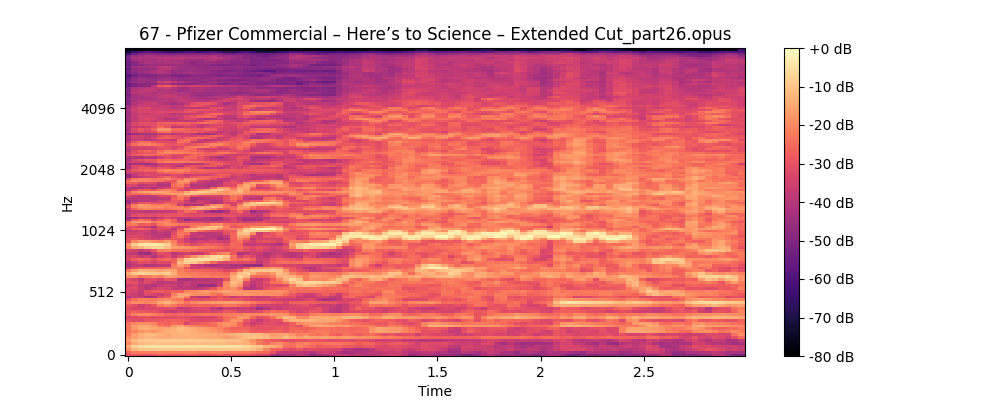 67 - Pfizer Commercial – Here’s to Science – Extended Cut_part26.opus
Hz
4096
2048
1024
512
0
0
0.5
1
1.5
2
2.5
Time
+0 dB
-10 dB
-20 dB
-30 dB
-40 dB
-50 dB
-60 dB
-70 dB
-80 dB